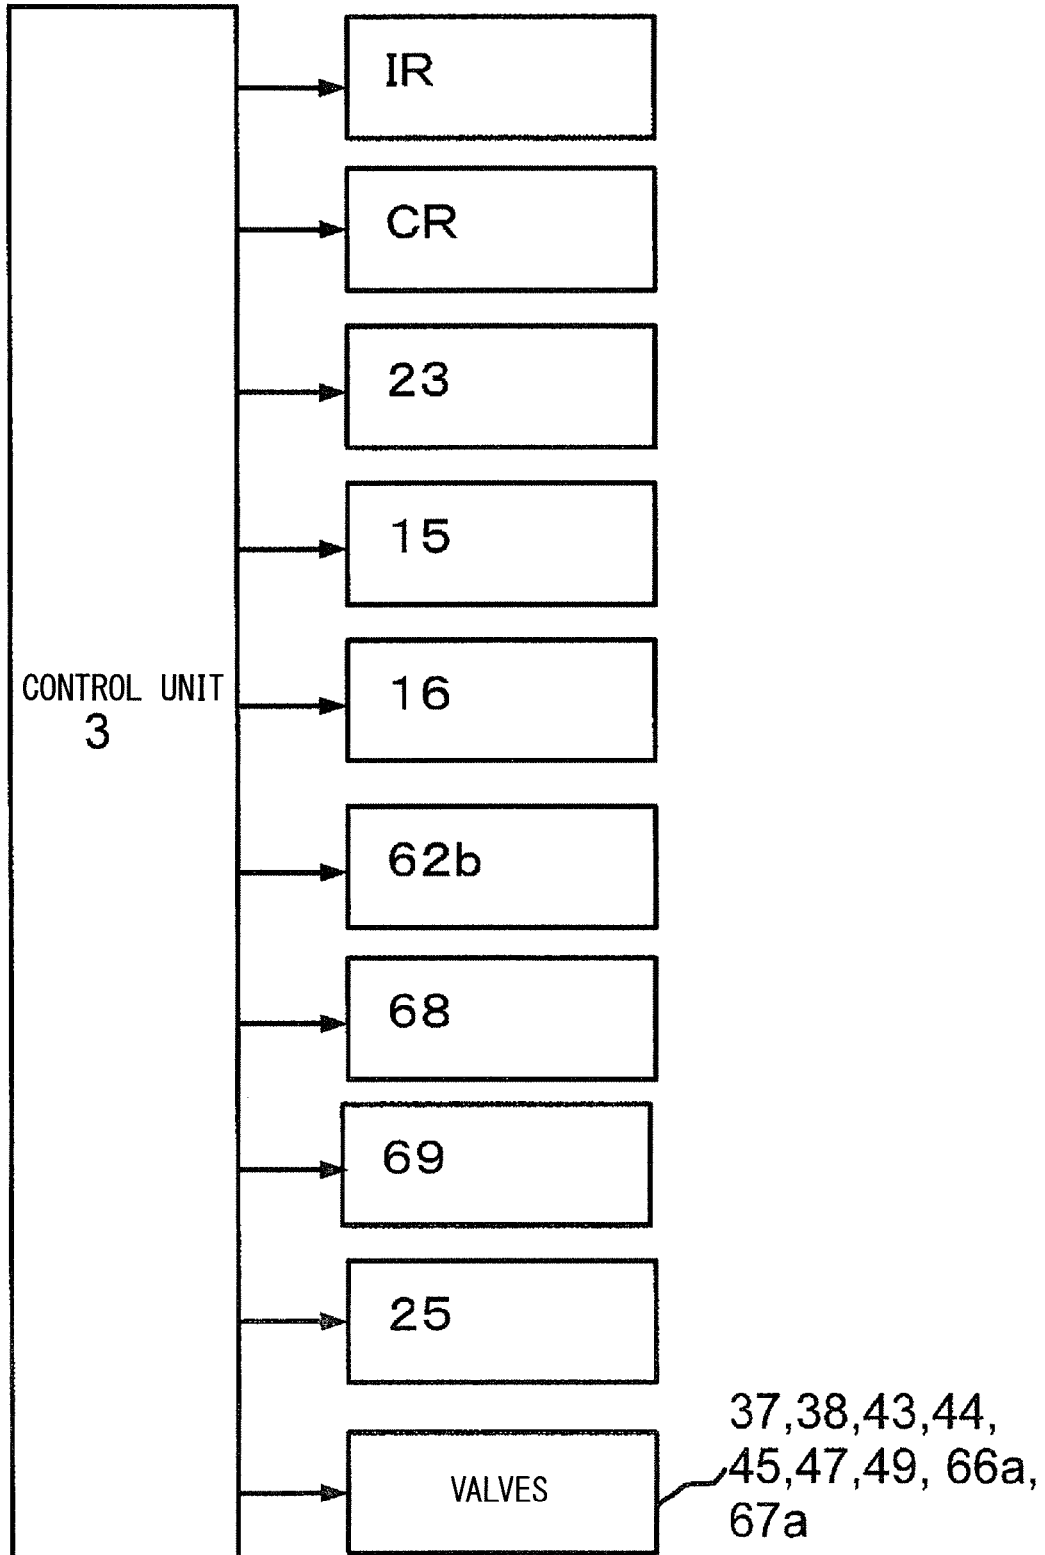 IR
CR
23
15
CONTROL UNIT
3
16
62b
68
69
25
VALVES
37,38,43,44,
45,47,49, 66a,
67a